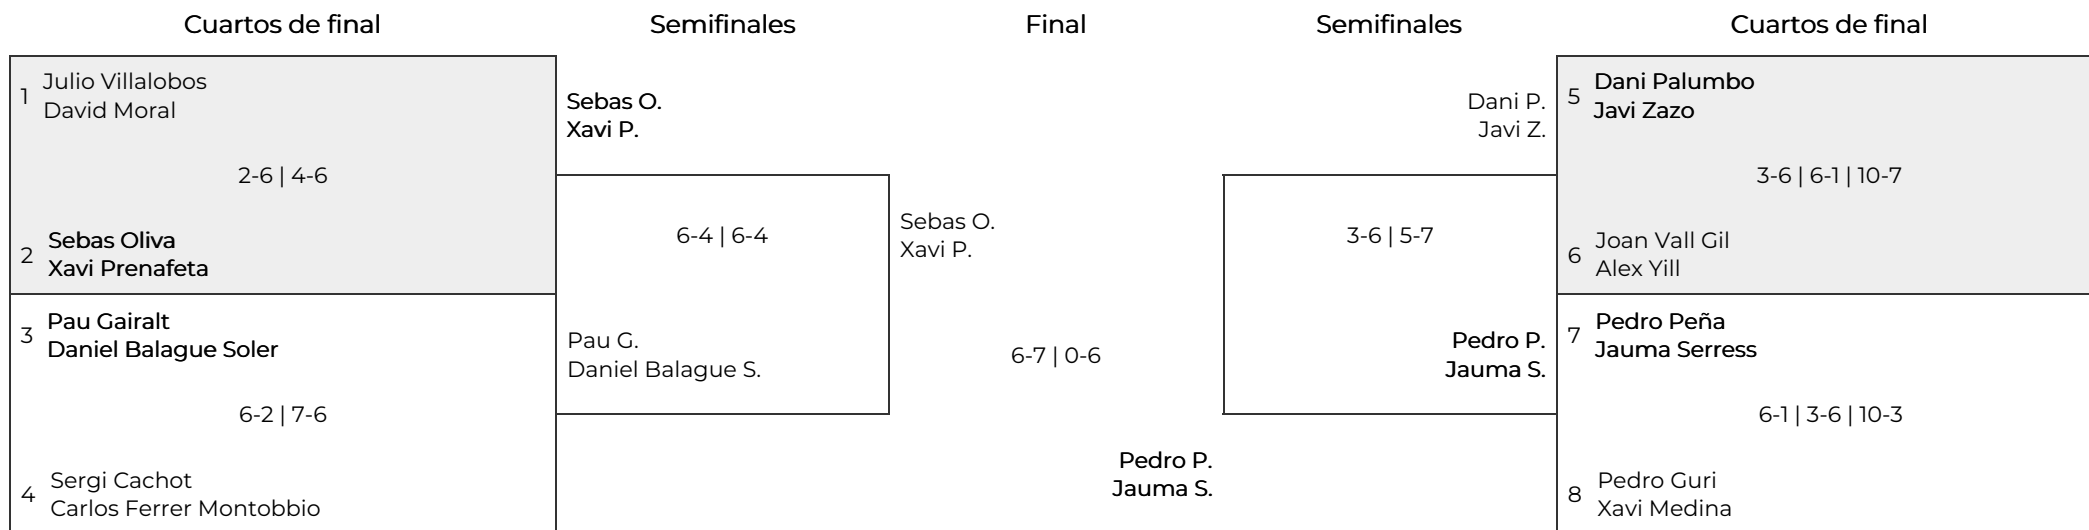 Cuartos de final
Semifinales
Final
Semifinales
Cuartos de final
1
Julio Villalobos
David Moral
2-6 | 4-6
2
Sebas Oliva
Xavi Prenafeta
3
Pau Gairalt
Daniel Balague Soler
6-2 | 7-6
4
Sergi Cachot
Carlos Ferrer Montobbio
Sebas O.
Xavi P.
6-4 | 6-4
Pau G.
Daniel Balague S.
Sebas O.
Xavi P.
6-7 | 0-6
Pedro P.
Jauma S.
Dani P.
Javi Z.
3-6 | 5-7
Pedro P.
Jauma S.
5
Dani Palumbo
Javi Zazo
3-6 | 6-1 | 10-7
6
Joan Vall Gil
Alex Yill
7
Pedro Peña
Jauma Serress
6-1 | 3-6 | 10-3
8
Pedro Guri
Xavi Medina